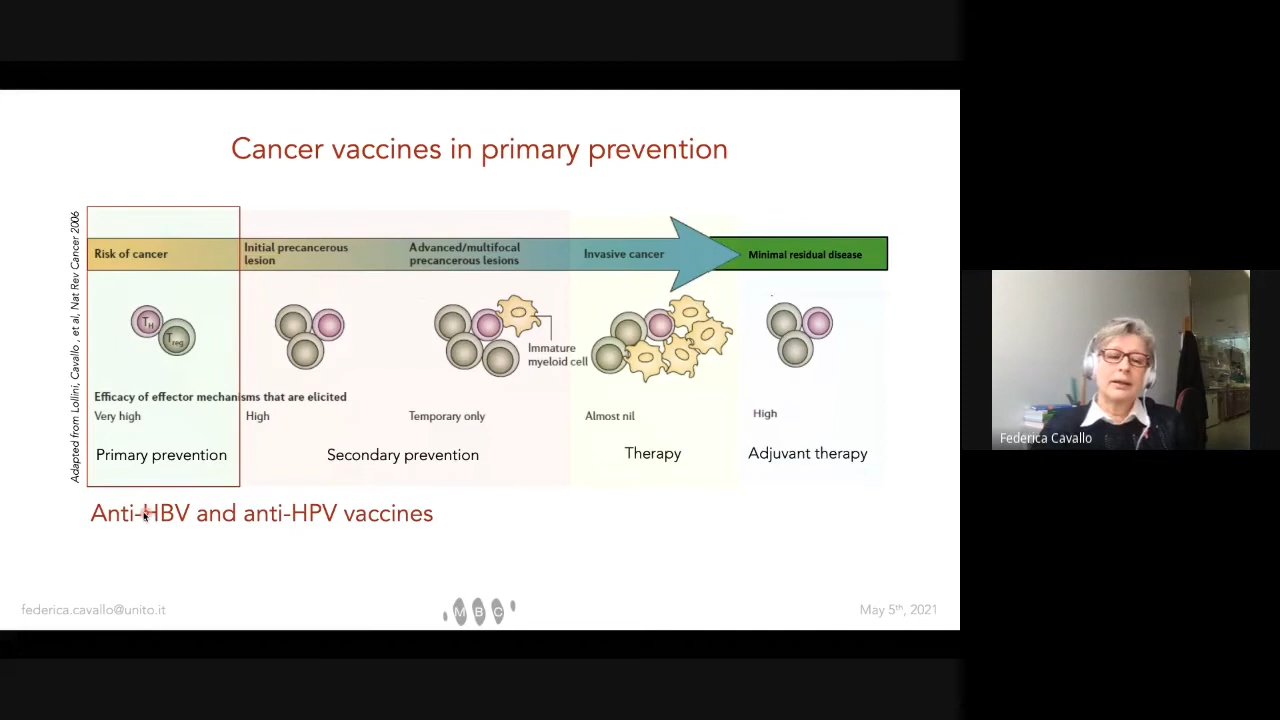 Cancer vaccines in primary prevention
Adapted from Lollini, Cavallo , et al, Nat Rev Cancer 2006
Risk of cancer
Initial precancerous
lesion
Advanced/multifocal
precancerous lesions
Invasive cancer
Minimal residual disease
TH
Treg
Immature
myeloid cell
Efficacy of effector mechanisms that are elicited
Very high
High
Temporary only
Almost nil
High
Primary prevention
Secondary prevention
Therapy
Adjuvant therapy
Anti-HBV and anti-HPV vaccines
federica.cavallo@unito.it
M B C
May 5th, 2021
Federica Cavallo